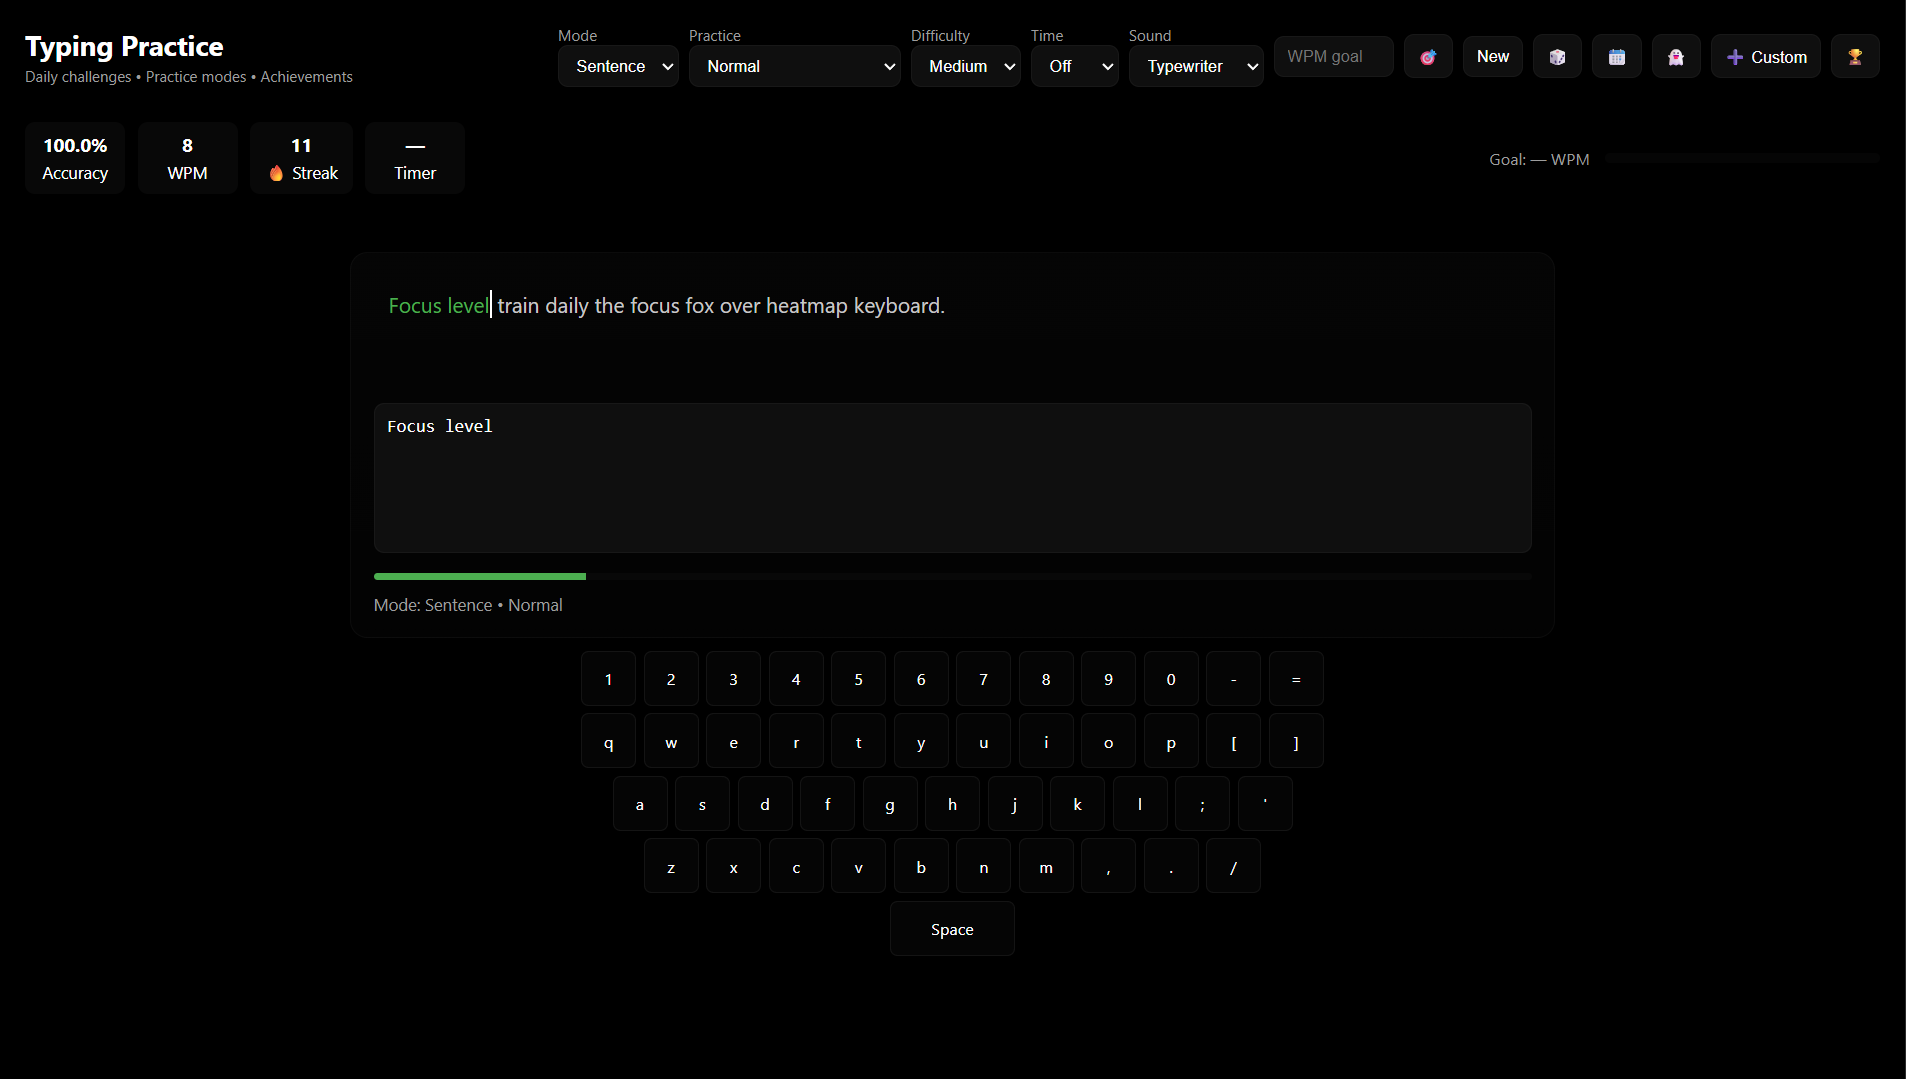 Typing Practice
Daily challenges • Practice modes • Achievements
Mode
Sentence
Practice
Normal
Difficulty
Medium
Time
Off
Sound
Typewriter
WPM goal
New
Custom
100.0%
Accuracy
8
WPM
11
Streak
—
Timer
Goal: — WPM
Focus level train daily the focus fox over heatmap keyboard.
Focus level
Mode: Sentence • Normal
1 2 3 4 5 6 7 8 9 0 - =
q w e r t y u i o p [ ]
a s d f g h j k l ; '
z x c v b n m , . /
Space